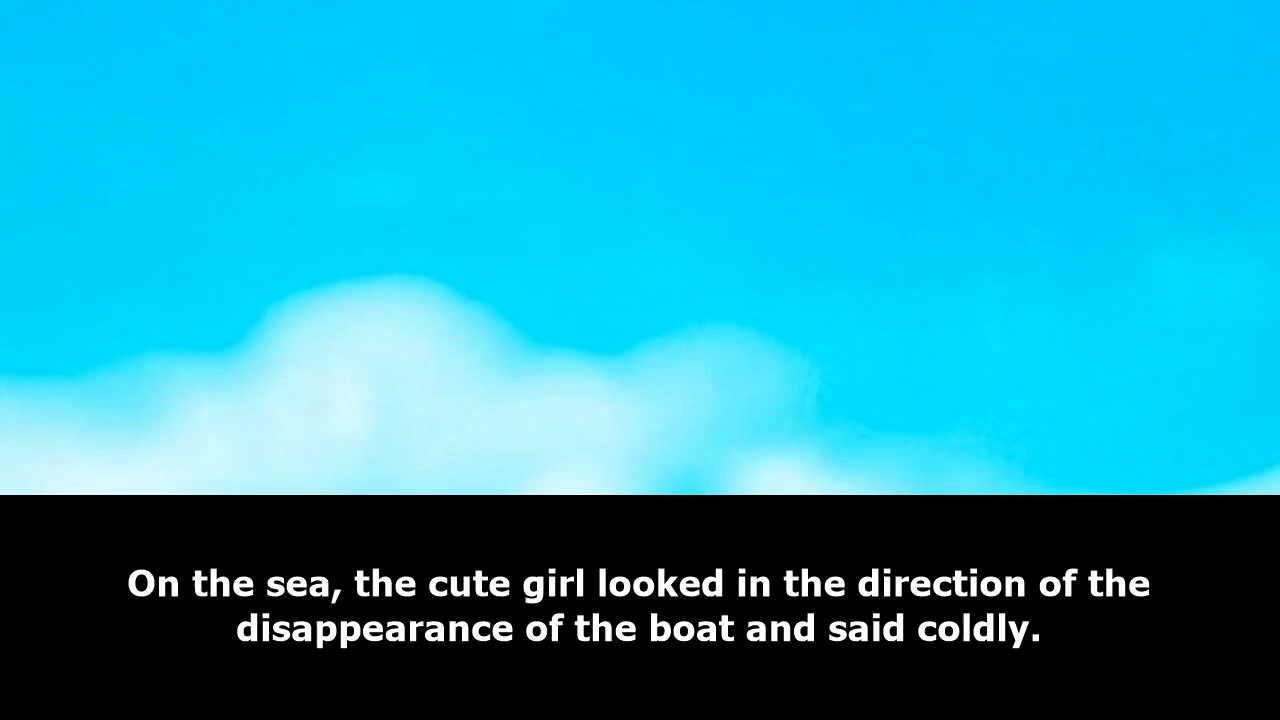 On the sea, the cute girl looked in the direction of the
disappearance of the boat and said coldly.